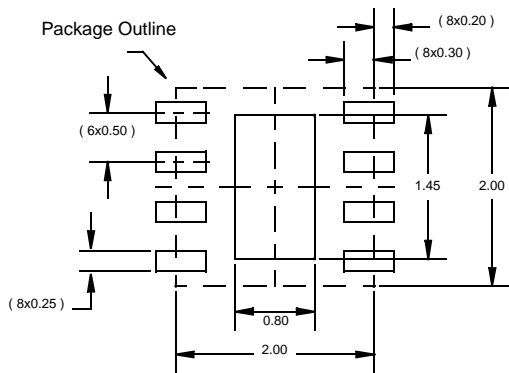 ( 8x0.20 )
Package Outline
( 8x0.30 )
( 6x0.50 )
1.45
2.00
( 8x0.25 )
0.80
2.00